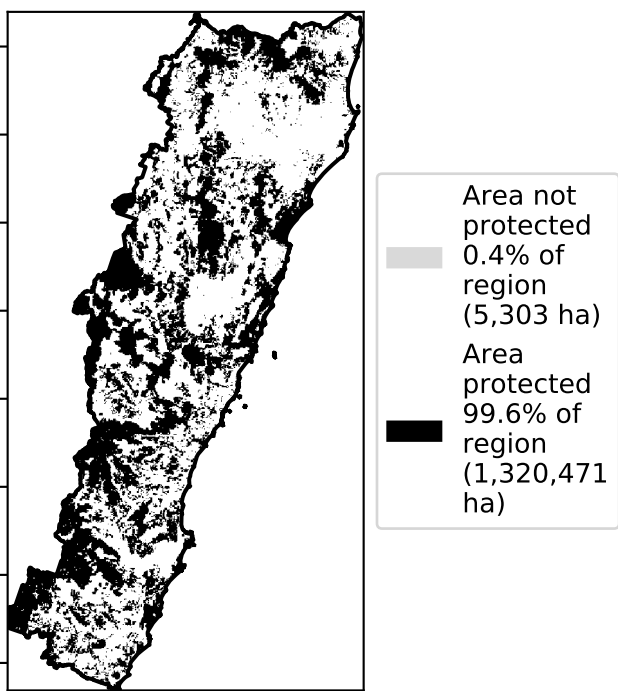 Area not
protected
0.4% of
region
(5,303 ha)
Area
protected
99.6% of
region
(1,320,471
ha)